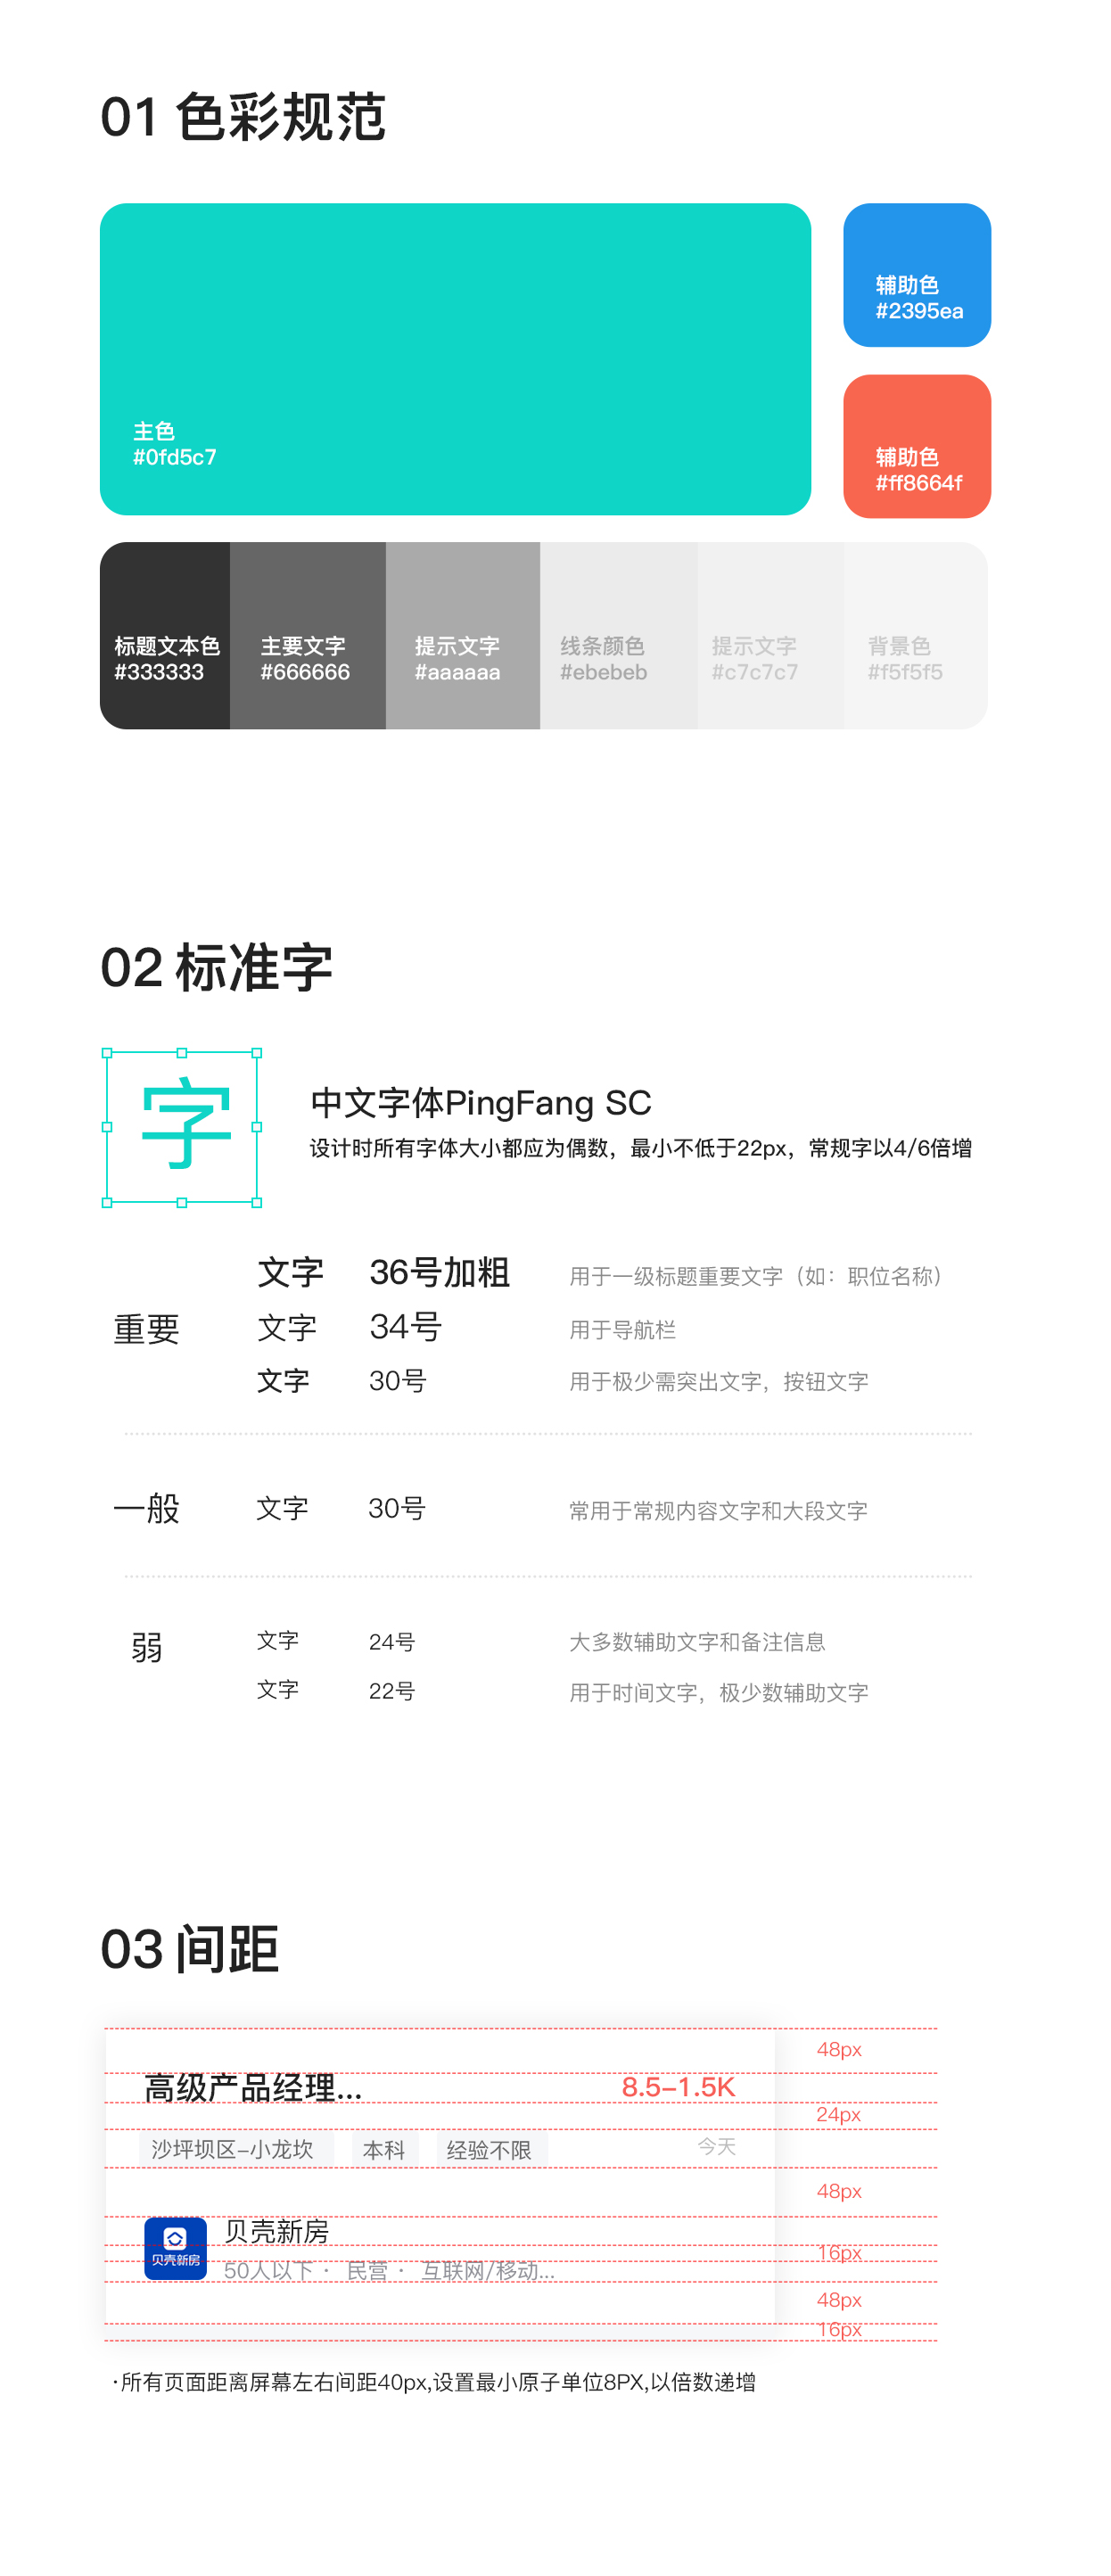 01 色彩规范
主色
#0fd5c7
辅助色
#2395ea
辅助色
#ff8664f
标题文本色
#333333
主要文字
#666666
提示文字
#aaaaaa
线条颜色
#ebebeb
提示文字
#c7c7c7
背景色
#f5f5f5
02 标准字
字
中文字体PingFang SC
设计时所有字体大小都应为偶数，最小不低于22px，常规字以4/6倍增
重要
文字 36号加粗 用于一级标题重要文字（如：职位名称）
文字 34号 用于导航栏
文字 30号 用于极少需突出文字，按钮文字
一般 文字 30号 常用于常规内容文字和大段文字
弱 文字 24号 大多数辅助文字和备注信息
文字 22号 用于时间文字，极少数辅助文字
03 间距
48px
高级产品经理... 8.5-1.5K
24px
沙坪坝区-小龙坎 本科 经验不限 今天
48px
贝壳新房
贝壳新房
16px
50人以下 · 民营 · 互联网/移动...
48px
16px
·所有页面距离屏幕左右间距40px,设置最小原子单位8PX,以倍数递增